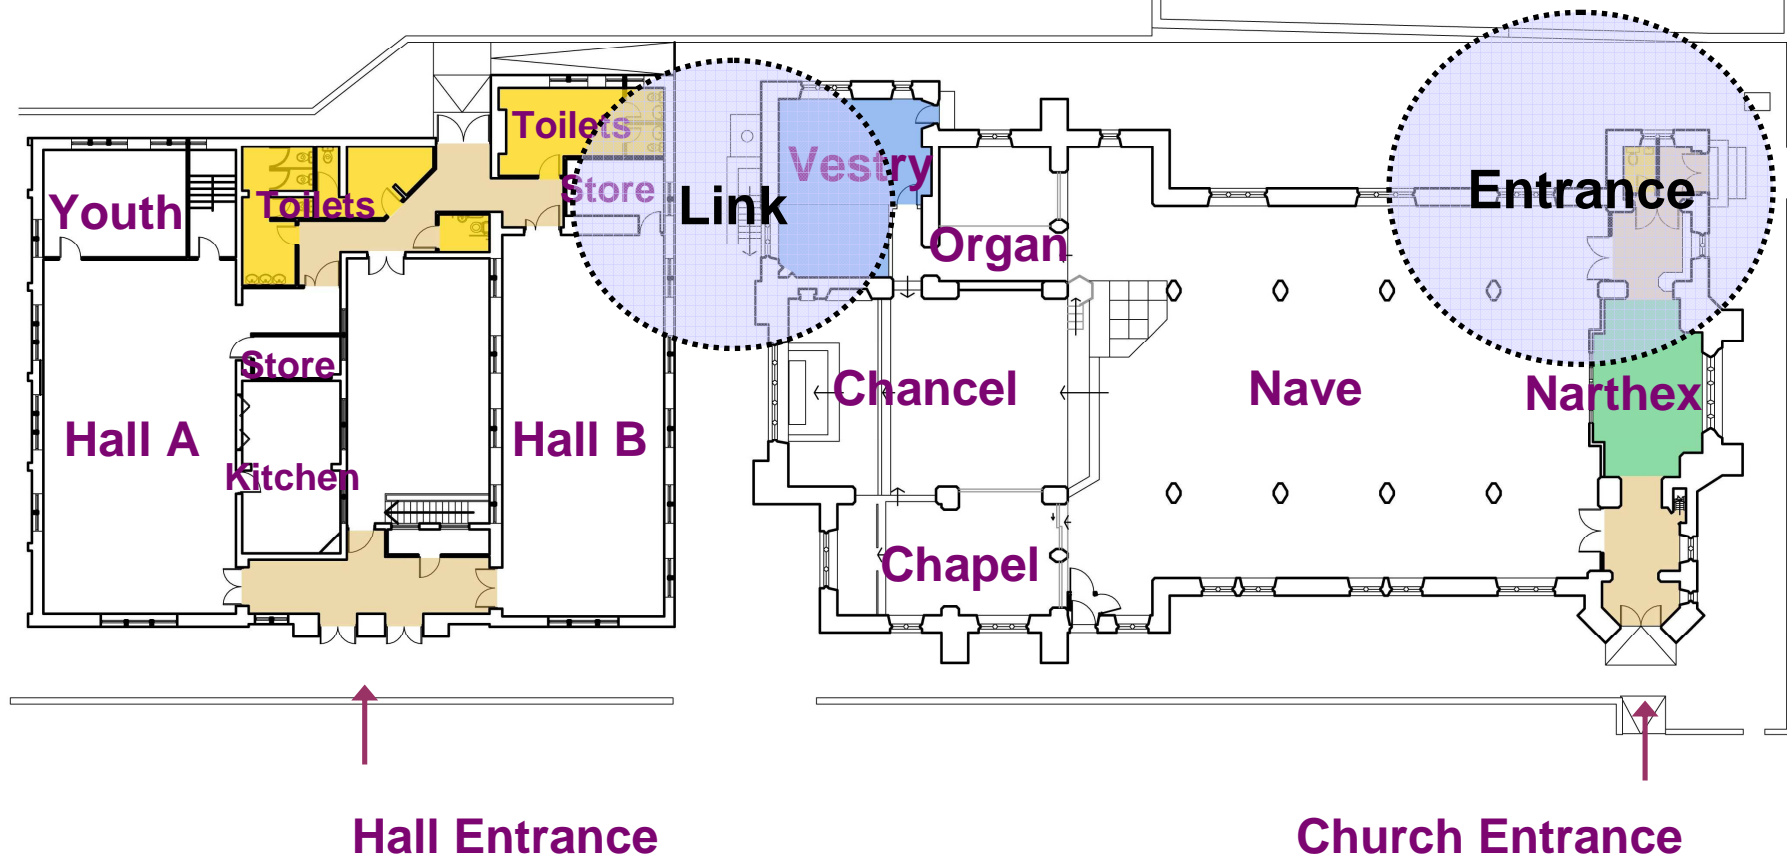 Toilets
Vestry
Youth
Toilets
Store
Link
Entrance
Organ
Store
Chancel
Nave
Narthex
Hall A
Hall B
Kitchen
Chapel
Hall Entrance
Church Entrance